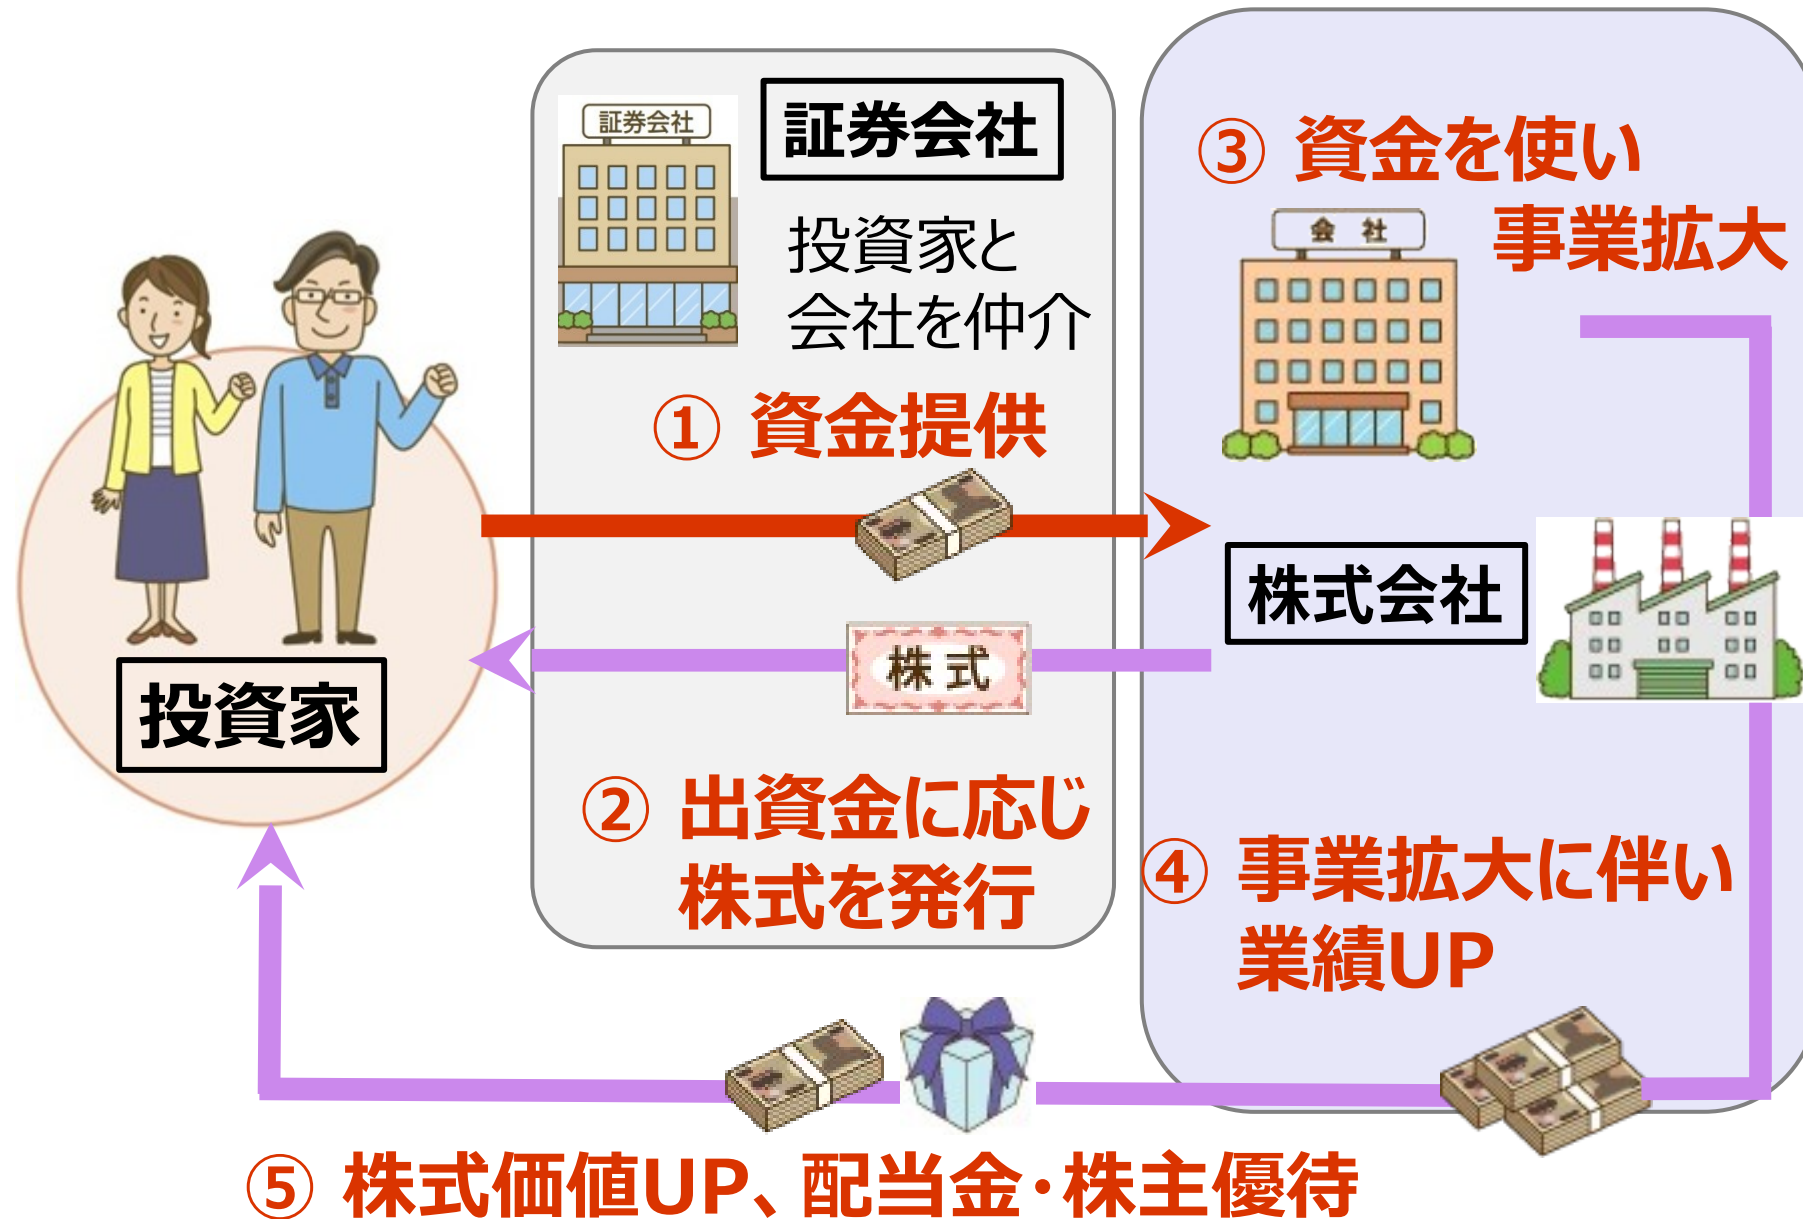 証券会社
証券会社
投資家と
会社を仲介
① 資金提供
株式
② 出資金に応じ
株式を発行
投資家
③ 資金を使い
事業拡大
会社
株式会社
④ 事業拡大に伴い
業績UP
⑤ 株式価値UP、配当金・株主優待